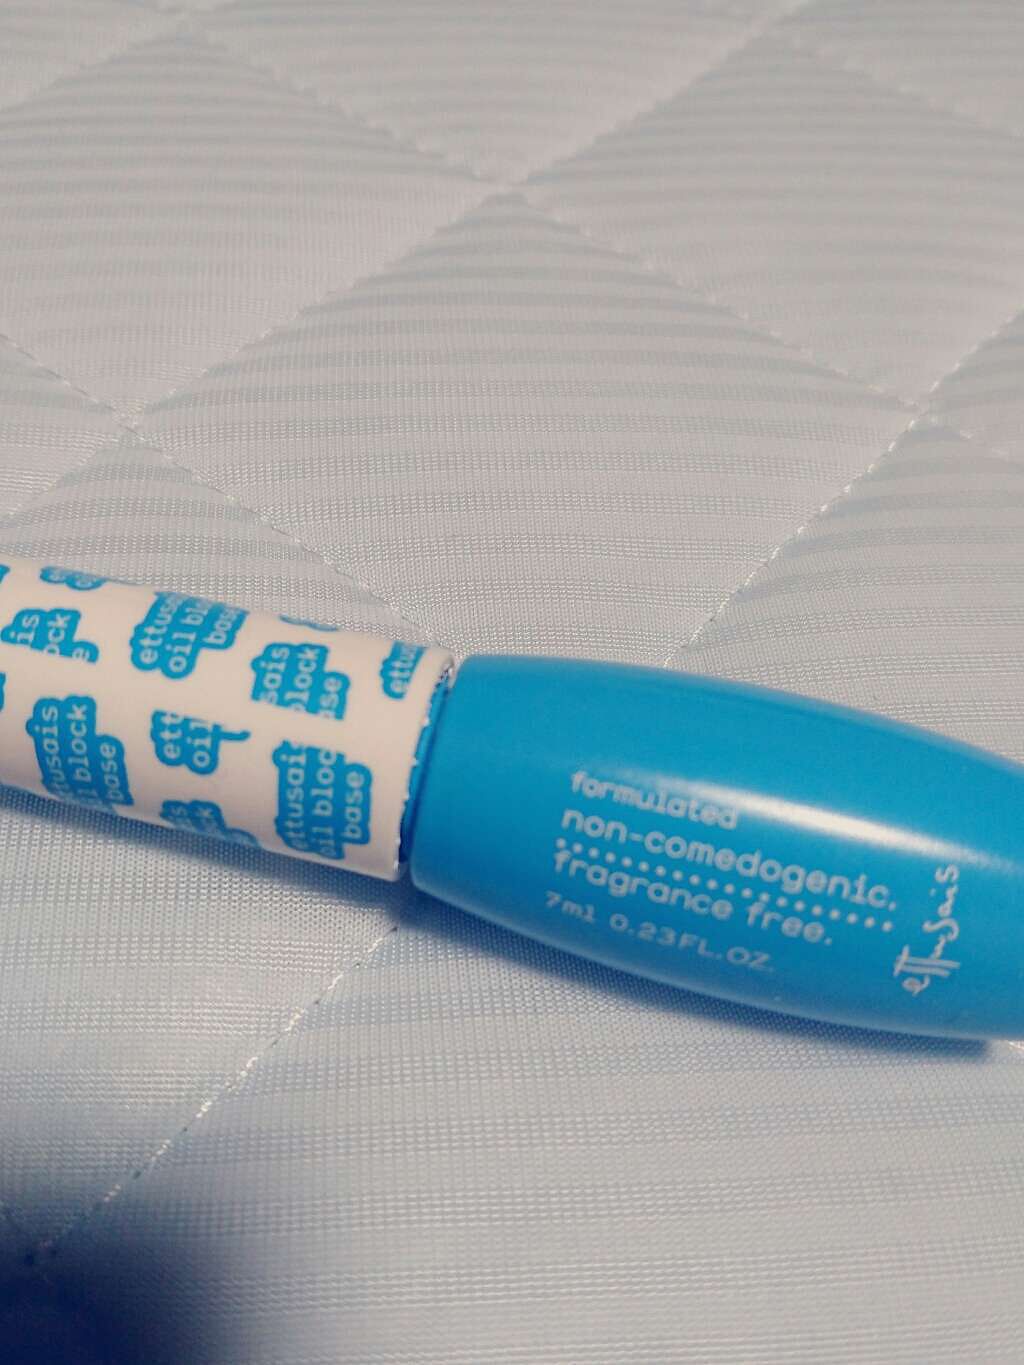 ettusais
oil block
base
formulated
non-comedogenic.
fragrance free.
7ml 0.23FL.OZ.
ettusais